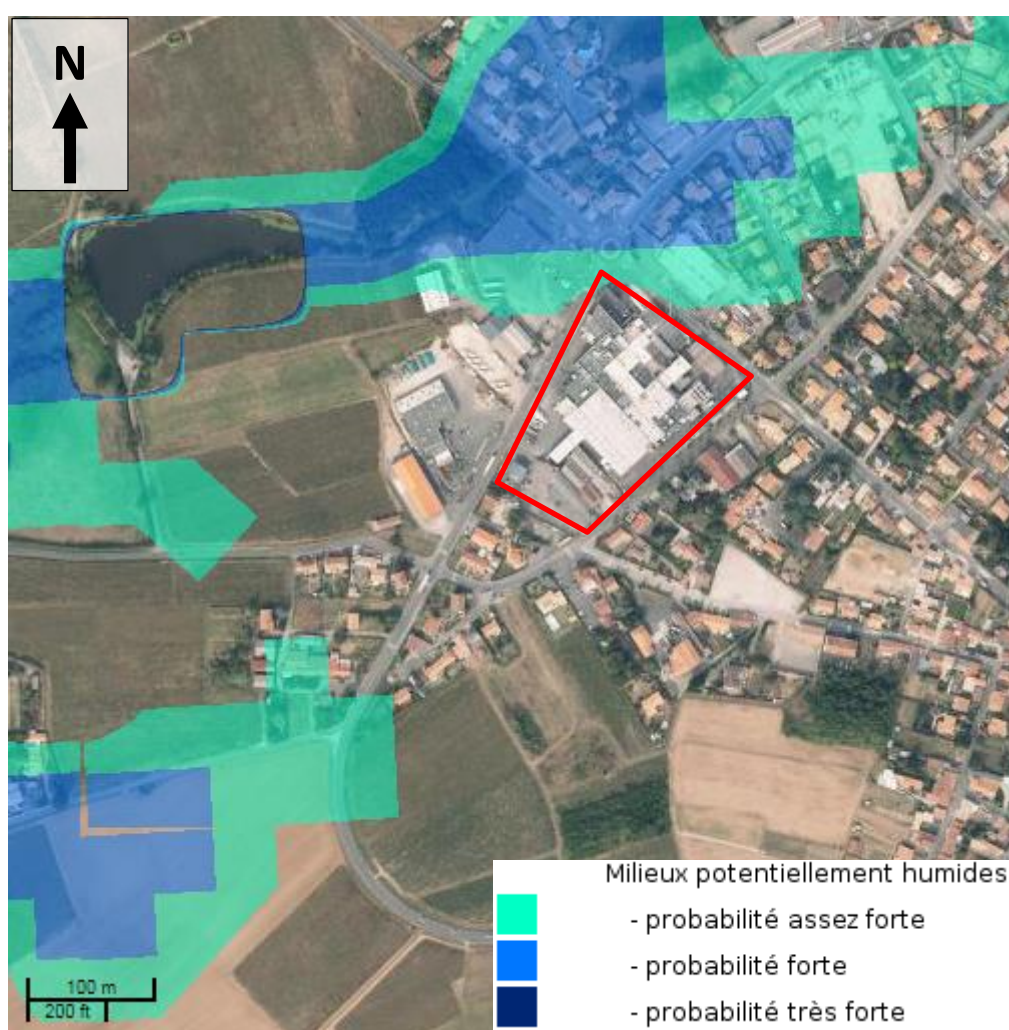 N
Milieux potentiellement humides
- probabilité assez forte
- probabilité forte
- probabilité très forte
100 m
200 ft